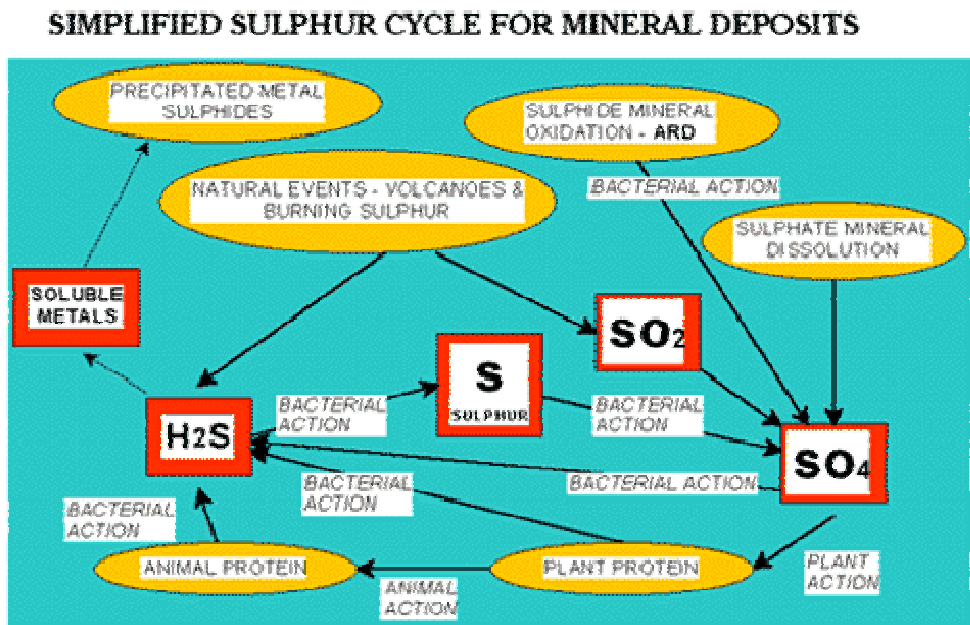 SIMPLIFIED SULPHUR CYCLE FOR MINERAL DEPOSITS
PRECIPITATED METAL
SULPHIDES
SULPHIDE MINERAL
OXIDATION - ARD
NATURAL EVENTS - VOLCANOES &
BURNING SULPHUR
BACTERIAL ACTION
SULPHATE MINERAL
DISSOLUTION
SOLUBLE
METALS
SO2
S
SULPHUR
BACTERIAL
ACTION
BACTERIAL
ACTION
H2S
SO4
BACTERIAL
ACTION
BACTERIAL ACTION
BACTERIAL
ACTION
ANIMAL PROTEIN
PLANT PROTEIN
PLANT
ACTION
ANIMAL
ACTION